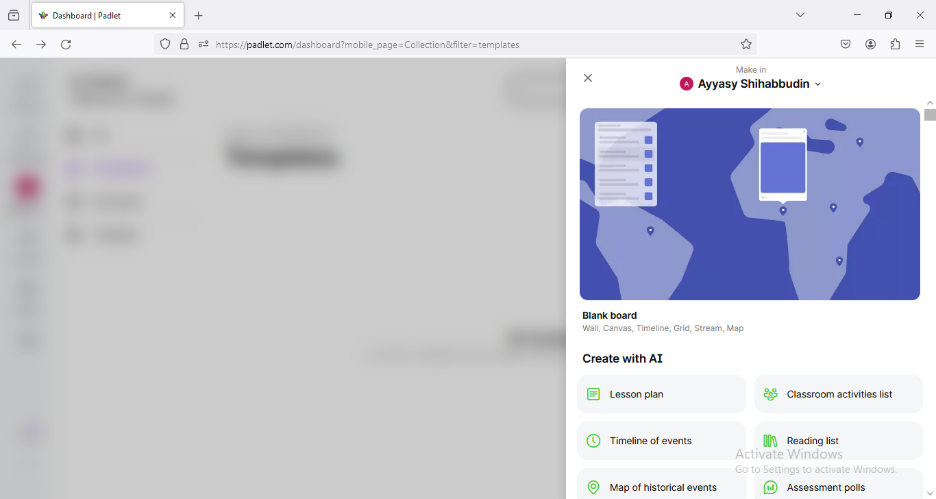 Dashboard | Padlet
https://padlet.com/dashboard?mobile_page=Collection&filter=templates
Make in
A Ayyasy Shihabbudin
Templates
Blank board
Wall, Canvas, Timeline, Grid, Stream, Map
Create with AI
Lesson plan
Classroom activities list
Timeline of events
Reading list
Map of historical events
Assessment polls
Activate Windows
Go to Settings to activate Windows.